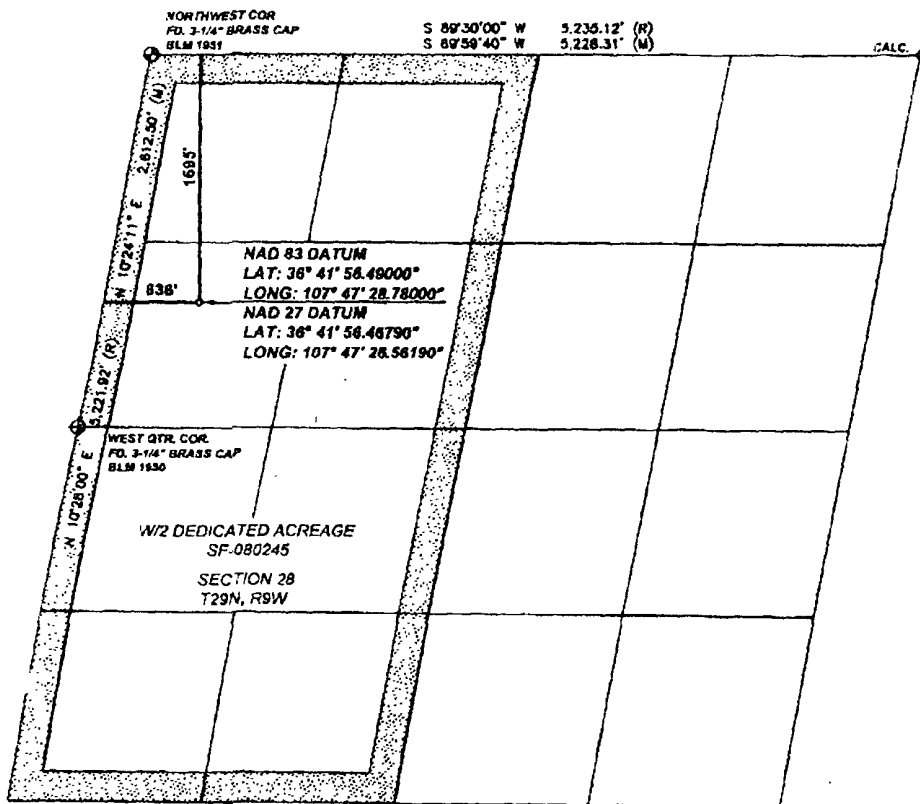 NORTHWEST COR
FD. 3-1/4" BRASS CAP
BLM 1931
S 89°30'00" W 5,235.12' (R)
S 89°59'40" W 5,226.31' (M)
CALC.
N 10°24'11" E 2,612.50' (M)
1695'
NAD 83 DATUM
LAT: 36° 41' 56.49000"
LONG: 107° 47' 28.78000"
NAD 27 DATUM
LAT: 36° 41' 56.46790"
LONG: 107° 47' 26.56190"
838'
N 10°28'00" E 5,221.92' (R)
WEST QTR. COR.
FD. 3-1/4" BRASS CAP
BLM 1930
W/2 DEDICATED ACREAGE
SF-080245
SECTION 28
T29N, R9W